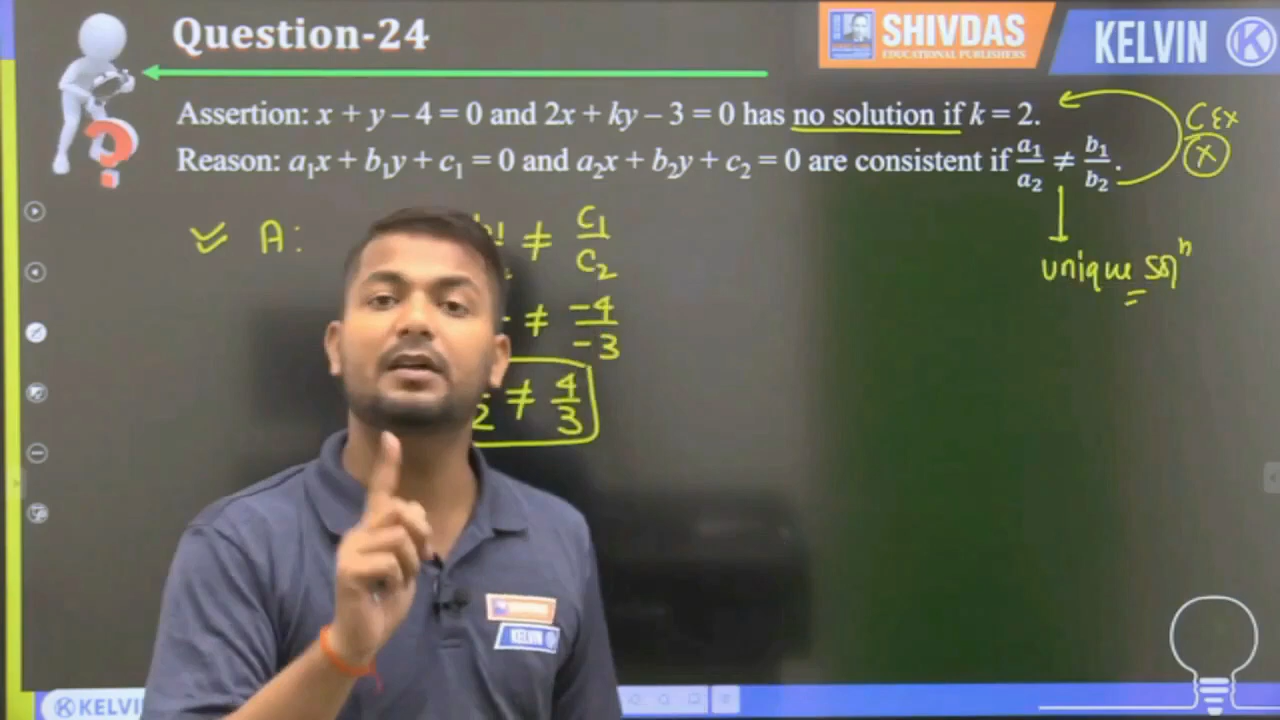 Question-24
SHIVDAS
EDUCATIONAL PUBLISHERS
KELVIN K
Assertion: x + y – 4 = 0 and 2x + ky – 3 = 0 has no solution if k = 2.
Reason: a₁x + b₁y + c₁ = 0 and a₂x + b₂y + c₂ = 0 are consistent if a₁/a₂ ≠ b₁/b₂.
C Ex
X
A: ≠ c₁/c₂
≠ -4/-3
2 ≠ 4/3
unique solⁿ
KELVIN
K KELVI